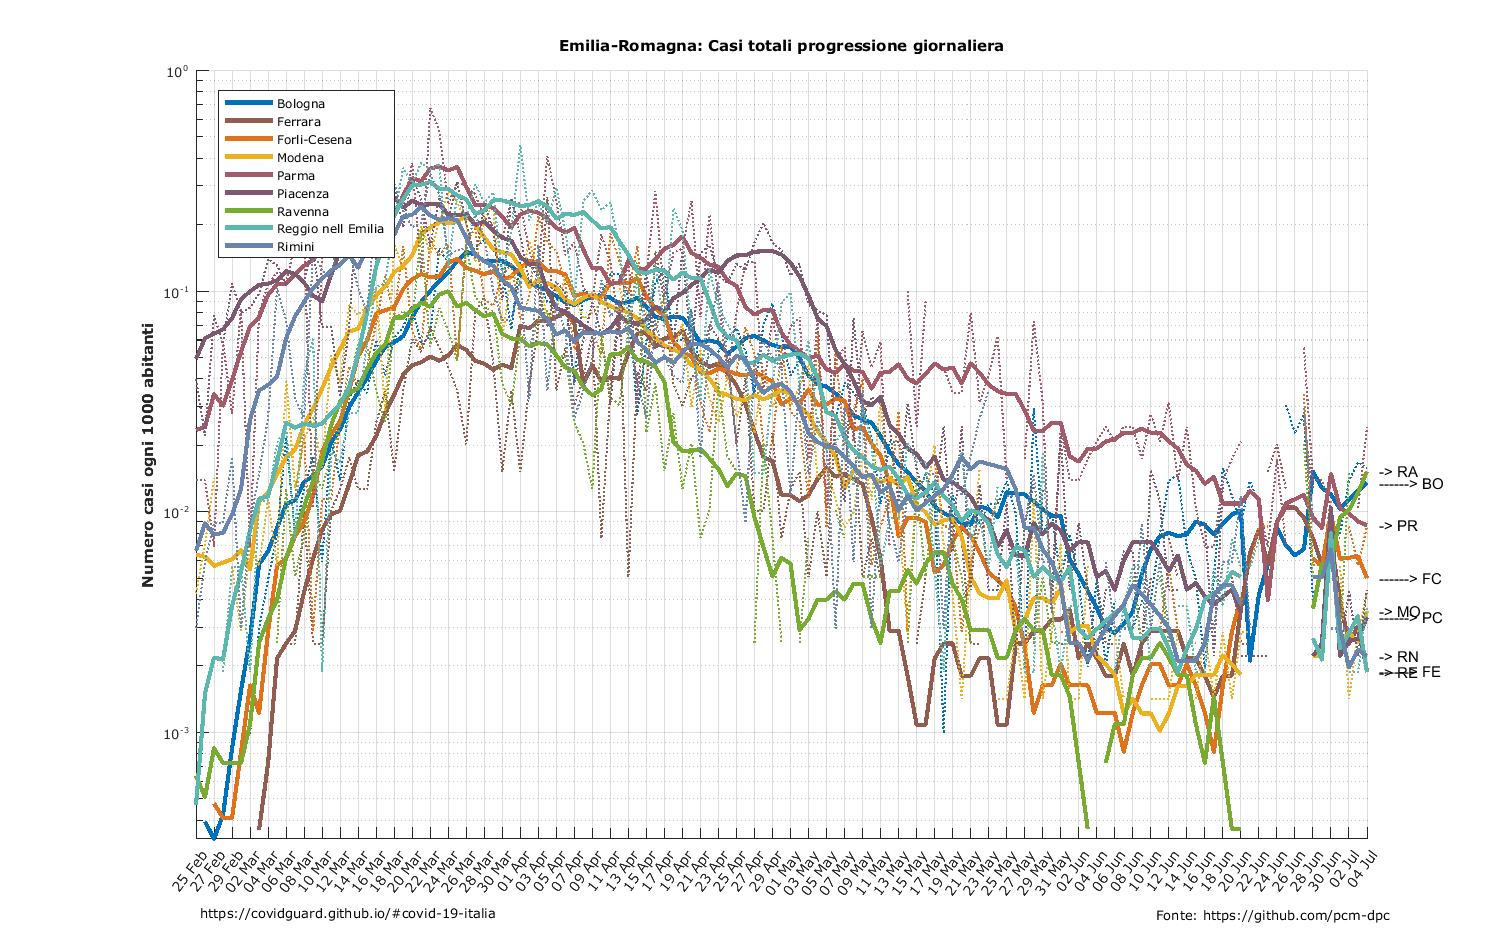 Emilia-Romagna: Casi totali progressione giornaliera
10^0
10^-1
10^-2
10^-3
Numero casi ogni 1000 abitanti
Bologna
Ferrara
Forlì-Cesena
Modena
Parma
Piacenza
Ravenna
Reggio nell Emilia
Rimini
-> RA
------> BO
-> PR
------> FC
-> MO
------> PC
-> RN
-> RE
------> FE
25 Feb
27 Feb
29 Feb
02 Mar
04 Mar
06 Mar
08 Mar
10 Mar
12 Mar
14 Mar
16 Mar
18 Mar
20 Mar
22 Mar
24 Mar
26 Mar
28 Mar
30 Mar
01 Apr
03 Apr
05 Apr
07 Apr
09 Apr
11 Apr
13 Apr
15 Apr
17 Apr
19 Apr
21 Apr
23 Apr
25 Apr
27 Apr
29 Apr
01 May
03 May
05 May
07 May
09 May
11 May
13 May
15 May
17 May
19 May
21 May
23 May
25 May
27 May
29 May
31 May
02 Jun
04 Jun
06 Jun
08 Jun
10 Jun
12 Jun
14 Jun
16 Jun
18 Jun
20 Jun
22 Jun
24 Jun
26 Jun
28 Jun
30 Jun
02 Jul
04 Jul
https://covidguard.github.io/#covid-19-italia
Fonte: https://github.com/pcm-dpc